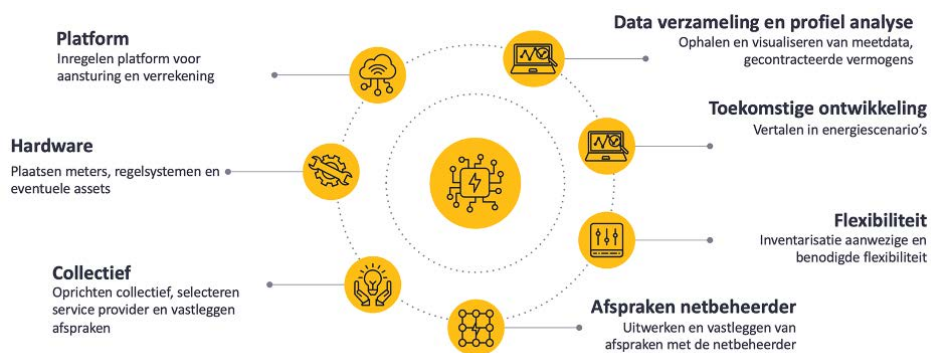 Platform
Inregelen platform voor
aansturing en verrekening
Hardware
Plaatsen meters, regelsystemen en
eventuele assets
Collectief
Oprichten collectief, selecteren
service provider en vastleggen
afspraken
Data verzameling en profiel analyse
Ophalen en visualiseren van meetdata,
gecontracteerde vermogens
Toekomstige ontwikkeling
Vertalen in energiescenario's
Flexibiliteit
Inventarisatie aanwezige en
benodigde flexibiliteit
Afspraken netbeheerder
Uitwerken en vastleggen van
afspraken met de netbeheerder